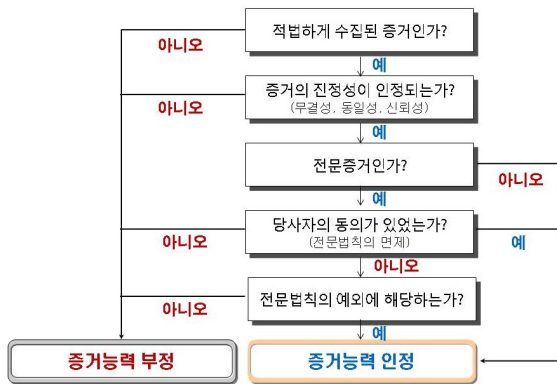 적법하게 수집된 증거인가?
아니오
예
증거의 진정성이 인정되는가?
(무결성, 동일성, 신뢰성)
아니오
예
전문증거인가?
아니오
예
당사자의 동의가 있었는가?
(전문법칙의 면제)
아니오
예
아니오
전문법칙의 예외에 해당하는가?
아니오
예
증거능력 부정
증거능력 인정